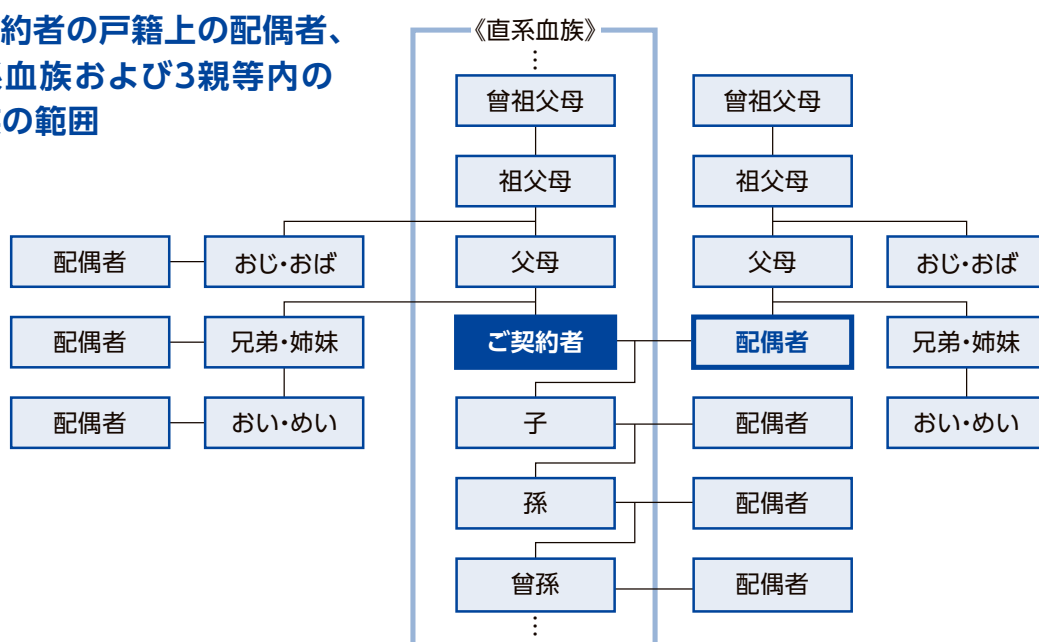 約者の戸籍上の配偶者、
血族および3親等内の
の範囲
《直系血族》
曾祖父母 曾祖父母
祖父母 祖父母
配偶者 おじ・おば 父母 父母 おじ・おば
配偶者 兄弟・姉妹 ご契約者 配偶者 兄弟・姉妹
配偶者 おい・めい 子 配偶者 おい・めい
孫 配偶者
曾孫 配偶者